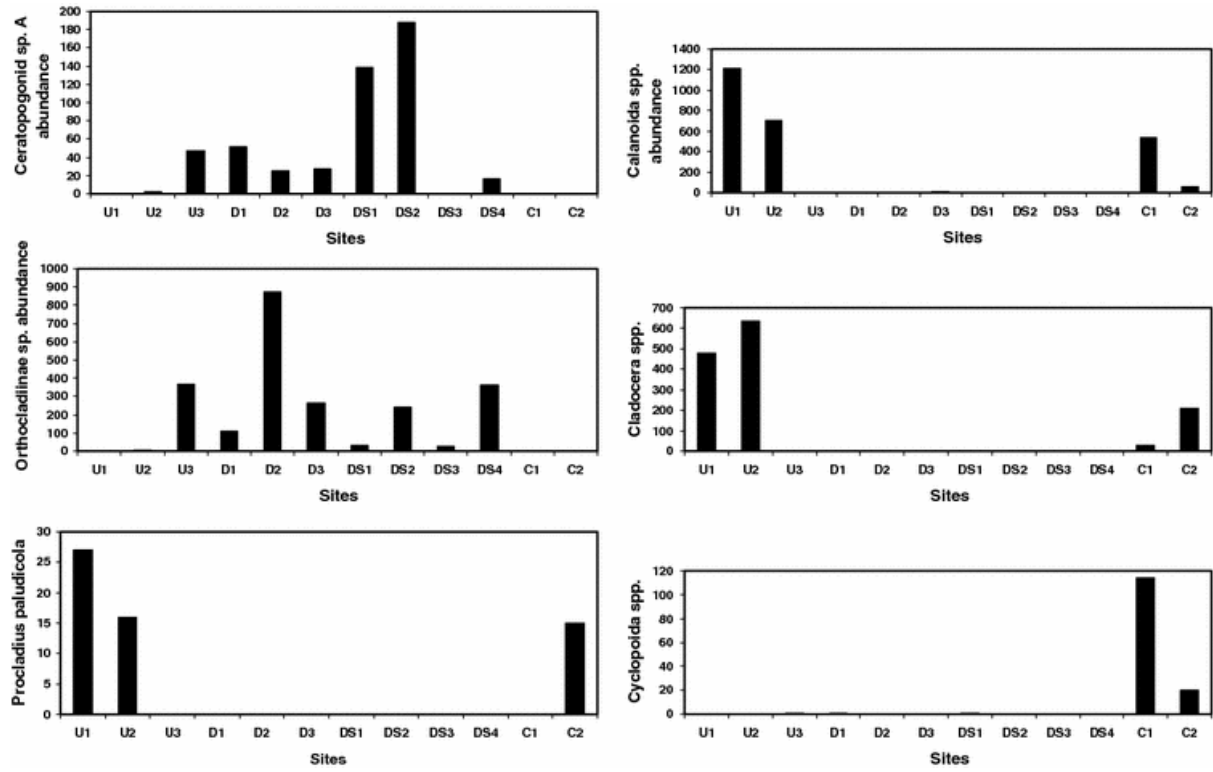 Ceratopogonid sp. A
abundance
200
180
160
140
120
100
80
60
40
20
0
U1 U2 U3 D1 D2 D3 DS1 DS2 DS3 DS4 C1 C2
Sites
Calanoida spp.
abundance
1400
1200
1000
800
600
400
200
0
U1 U2 U3 D1 D2 D3 DS1 DS2 DS3 DS4 C1 C2
Sites
Orthocladiinae sp. abundance
1000
900
800
700
600
500
400
300
200
100
0
U1 U2 U3 D1 D2 D3 DS1 DS2 DS3 DS4 C1 C2
Sites
Cladocera spp.
700
600
500
400
300
200
100
0
U1 U2 U3 D1 D2 D3 DS1 DS2 DS3 DS4 C1 C2
Sites
Procladius paludicola
30
25
20
15
10
5
0
U1 U2 U3 D1 D2 D3 DS1 DS2 DS3 DS4 C1 C2
Sites
Cyclopoida spp.
120
100
80
60
40
20
0
U1 U2 U3 D1 D2 D3 DS1 DS2 DS3 DS4 C1 C2
Sites